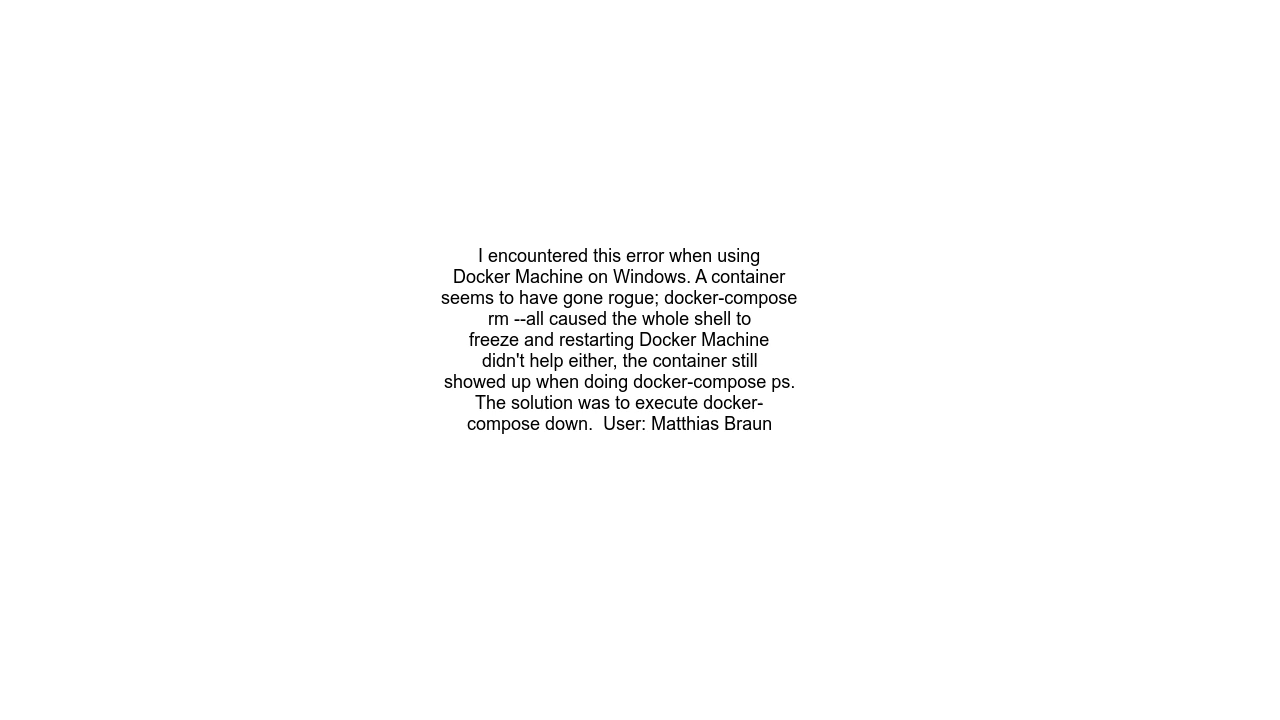 I encountered this error when using
Docker Machine on Windows. A container
seems to have gone rogue; docker-compose
rm --all caused the whole shell to
freeze and restarting Docker Machine
didn't help either, the container still
showed up when doing docker-compose ps.
The solution was to execute docker-
compose down.  User: Matthias Braun